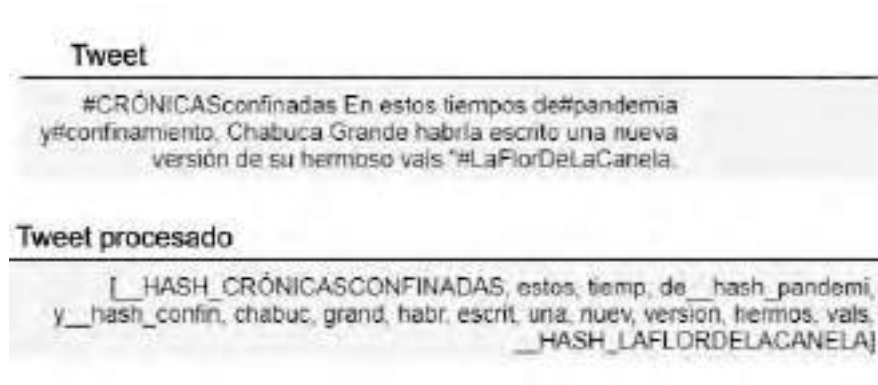 Tweet
#CRÓNICASconfinadas En estos tiempos de#pandemia
y#confinamiento, Chabuca Grande habría escrito una nueva
versión de su hermoso vals "#LaFlorDeLaCanela.
Tweet procesado
[__HASH_CRÓNICASCONFINADAS, estos, tiemp, de__hash_pandemi,
y__hash_confin, chabuc, grand, habr, escrit, una, nuev, version, hermos, vals,
__HASH_LAFLORDELACANELA]